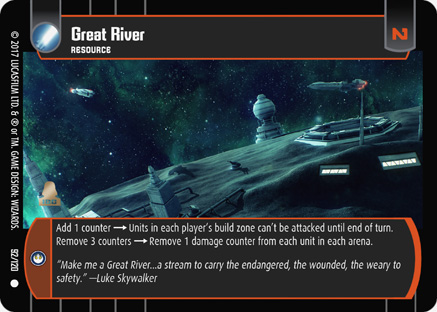 Great River
RESOURCE
N
Add 1 counter → Units in each player's build zone can't be attacked until end of turn.
Remove 3 counters → Remove 1 damage counter from each unit in each arena.
"Make me a Great River...a stream to carry the endangered, the wounded, the weary to
safety." –Luke Skywalker
© 2017 LUCASFILM LTD. & ® or TM. GAME DESIGN: WIZARDS.